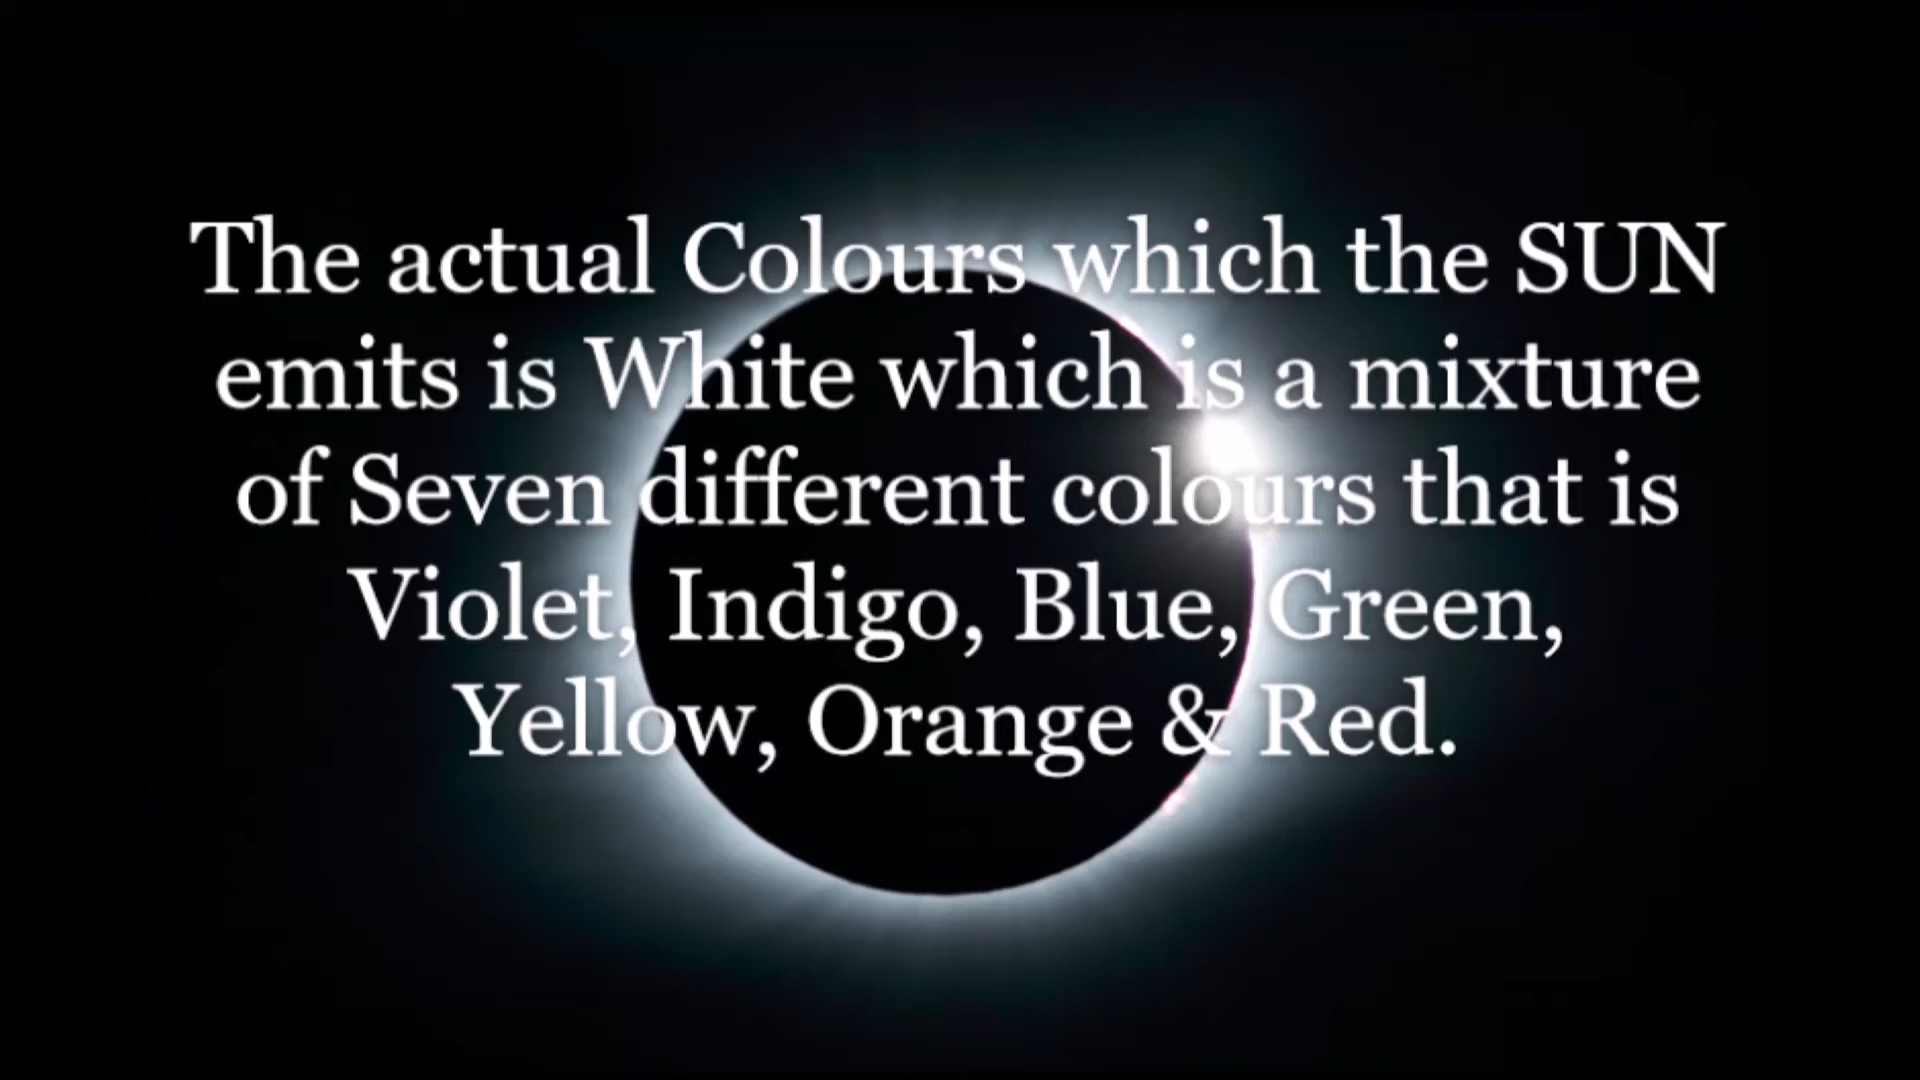 The actual Colours which the SUN
emits is White which is a mixture
of Seven different colours that is
Violet, Indigo, Blue, Green,
Yellow, Orange & Red.